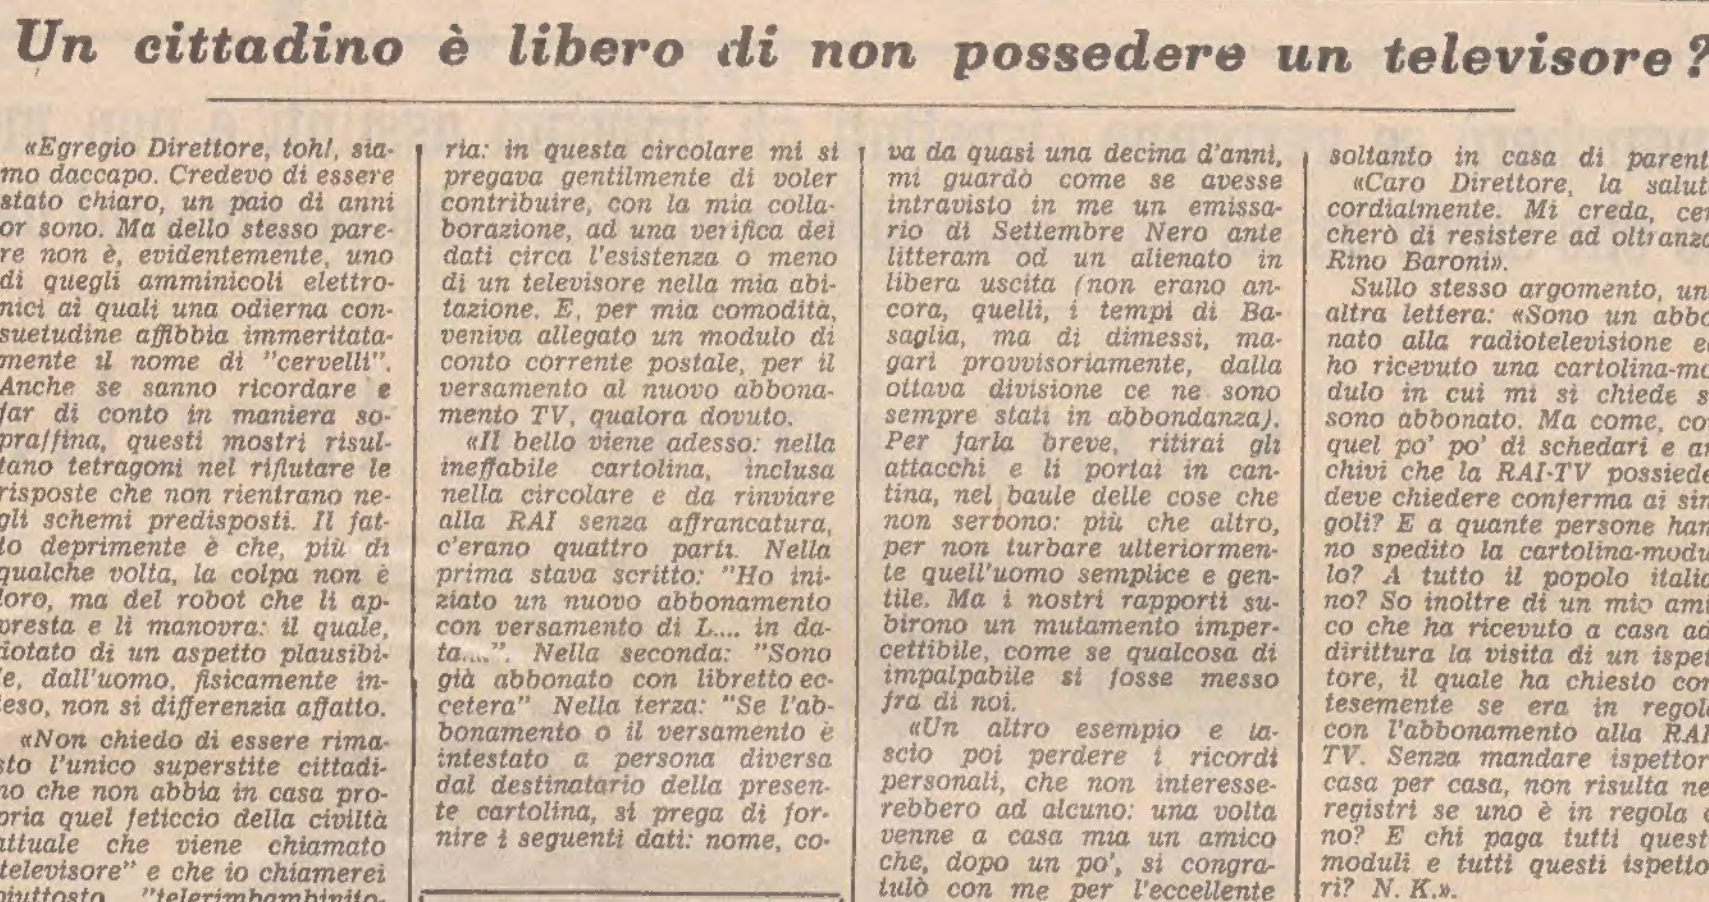 Un cittadino è libero di non possedere un televisore?
«Egregio Direttore, toh!, sia-
mo daccapo. Credevo di essere
stato chiaro, un paio di anni
or sono. Ma dello stesso pare-
re non è, evidentemente, uno
di quegli amminicoli elettro-
nici ai quali una odierna con-
suetudine affibbia immeritata-
mente il nome di "cervelli".
Anche se sanno ricordare e
far di conto in maniera so-
praffina, questi mostri risul-
tano tetragoni nel rifiutare le
risposte che non rientrano ne-
gli schemi predisposti. Il fat-
to deprimente è che, più di
qualche volta, la colpa non è
loro, ma del robot che li ap-
presta e li manovra: il quale,
dotato di un aspetto plausibi-
le, dall'uomo, fisicamente in-
teso, non si differenzia affatto.
«Non chiedo di essere rima-
sto l'unico superstite cittadi-
no che non abbia in casa pro-
pria quel feticcio della civiltà
attuale che viene chiamato
televisore" e che io chiamerei
piuttosto "telerimbambinito-
ria: in questa circolare mi si
pregava gentilmente di voler
contribuire, con la mia colla-
borazione, ad una verifica dei
dati circa l'esistenza o meno
di un televisore nella mia abi-
tazione. E, per mia comodità,
veniva allegato un modulo di
conto corrente postale, per il
versamento al nuovo abbona-
mento TV, qualora dovuto.
«Il bello viene adesso: nella
ineffabile cartolina, inclusa
nella circolare e da rinviare
alla RAI senza affrancatura,
c'erano quattro parti. Nella
prima stava scritto: "Ho ini-
ziato un nuovo abbonamento
con versamento di L.... in da-
ta....". Nella seconda: "Sono
già abbonato con libretto ec-
cetera" Nella terza: "Se l'ab-
bonamento o il versamento è
intestato a persona diversa
dal destinatario della presen-
te cartolina, si prega di for-
nire i seguenti dati: nome, co-
va da quasi una decina d'anni,
mi guardò come se avesse
intravisto in me un emissa-
rio di Settembre Nero ante
litteram od un alienato in
libera uscita (non erano an-
cora, quelli, i tempi di Ba-
saglia, ma di dimessi, ma-
gari provvisoriamente, dalla
ottava divisione ce ne sono
sempre stati in abbondanza).
Per farla breve, ritirai gli
attacchi e li portai in can-
tina, nel baule delle cose che
non servono: più che altro,
per non turbare ulteriormen-
te quell'uomo semplice e gen-
tile. Ma i nostri rapporti su-
birono un mutamento imper-
cettibile, come se qualcosa di
impalpabile si fosse messo
fra di noi.
«Un altro esempio e la-
scio poi perdere i ricordi
personali, che non interesse-
rebbero ad alcuno: una volta
venne a casa mia un amico
che, dopo un po', si congra-
tulò con me per l'eccellente
soltanto in casa di parent
«Caro Direttore, la salut
cordialmente. Mi creda, cer
cherò di resistere ad oltranza
Rino Baroni».
Sullo stesso argomento, un
altra lettera: «Sono un abbo
nato alla radiotelevisione e
ho ricevuto una cartolina-mo
dulo in cui mi si chiede s
sono abbonato. Ma come, co
quel po' po' di schedari e ar
chivi che la RAI-TV possiede
deve chiedere conferma ai sin
goli? E a quante persone han
no spedito la cartolina-modu
lo? A tutto il popolo italia
no? So inoltre di un mio ami
co che ha ricevuto a casa ad
dirittura la visita di un ispet
tore, il quale ha chiesto cor
tesemente se era in regola
con l'abbonamento alla RAI
TV. Senza mandare ispettor
casa per casa, non risulta ne
registri se uno è in regola o
no? E chi paga tutti quest
moduli e tutti questi ispetto
ri? N. K.».